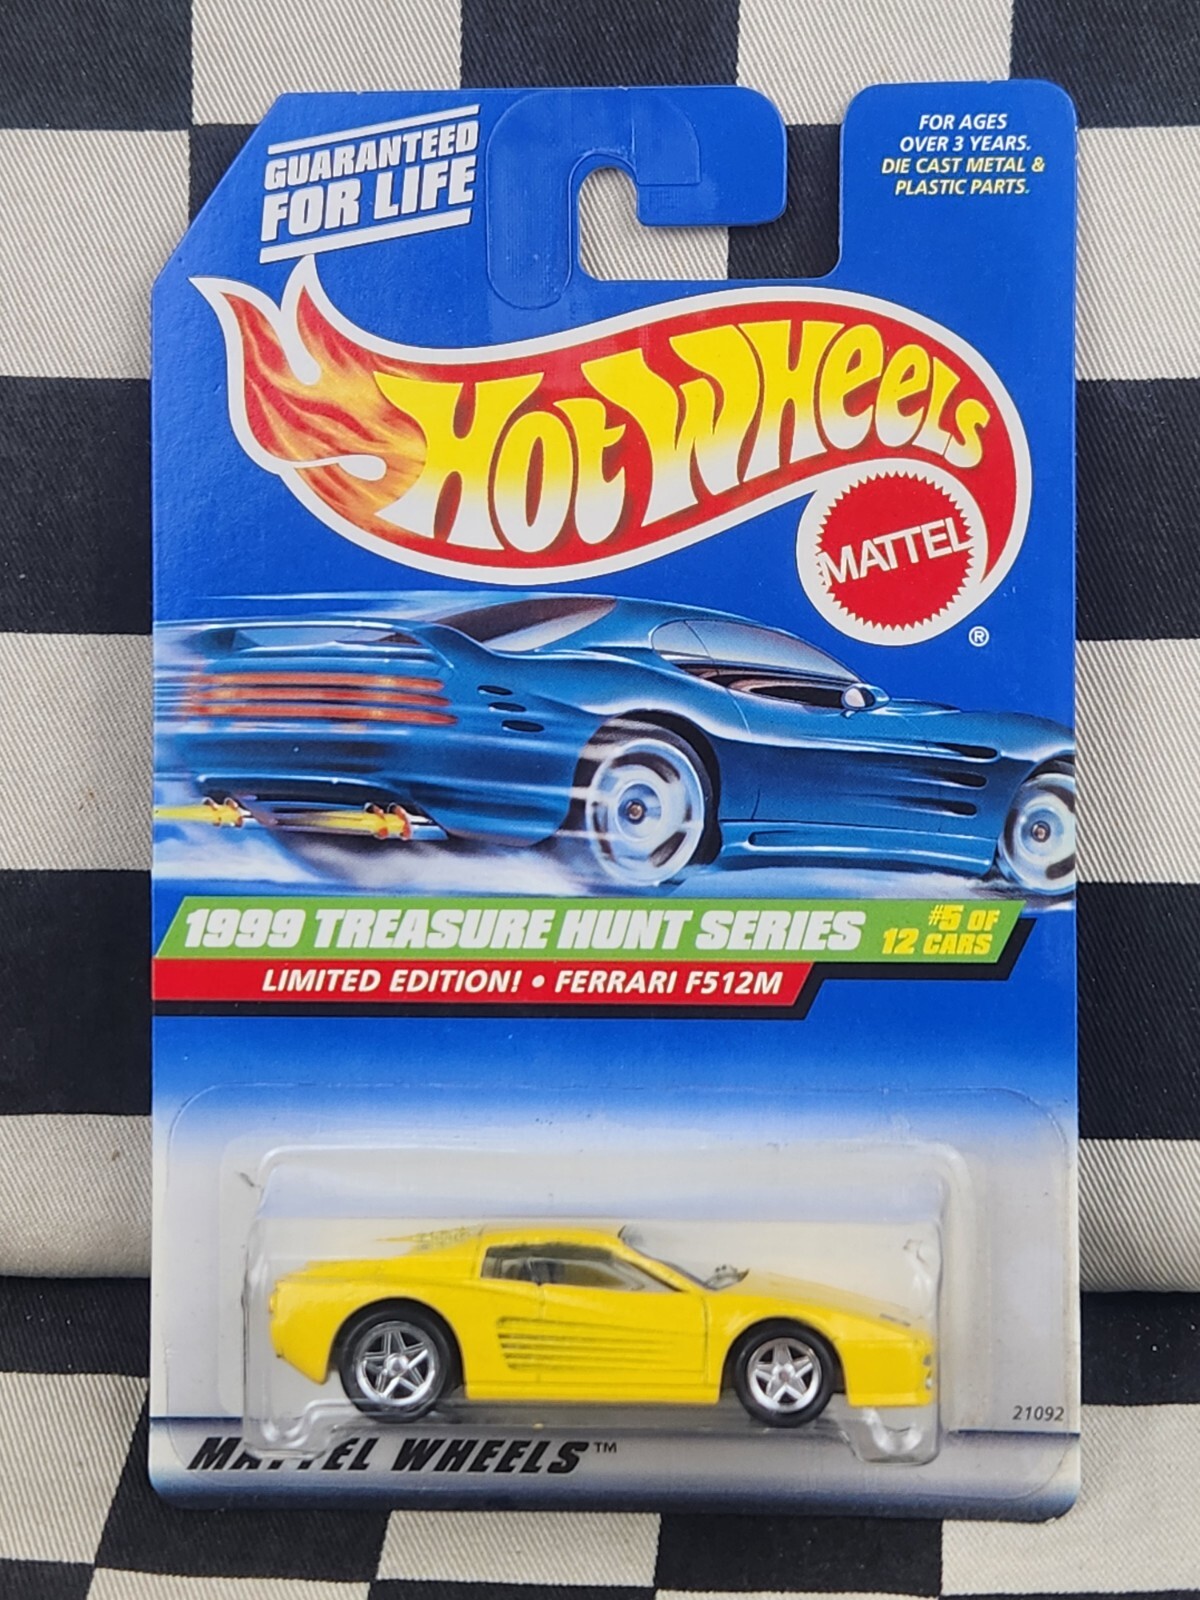 GUARANTEED
FOR LIFE
FOR AGES
OVER 3 YEARS.
DIE CAST METAL &
PLASTIC PARTS.
HOT WHEELS
MATTEL
®
1999 TREASURE HUNT SERIES
#5 OF
12 CARS
LIMITED EDITION! • FERRARI F512M
21092
MATTEL WHEELS™